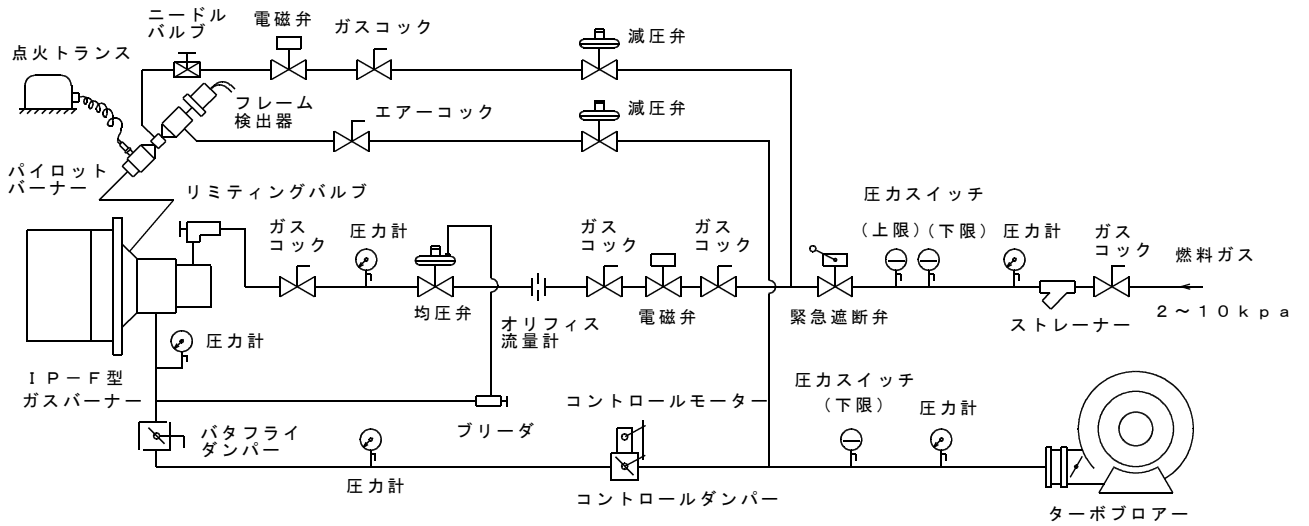 ニードル
バルブ
電磁弁
ガスコック
減圧弁
点火トランス
フレーム
検出器
エアーコック
減圧弁
パイロット
バーナー
リミティングバルブ
圧力スイッチ
(上限)(下限)
圧力計
ガス
コック
圧力計
ガス
コック
ガス
コック
ガス
コック
燃料ガス
2～10kpa
均圧弁
オリフィス
流量計
電磁弁
緊急遮断弁
ストレーナー
圧力計
IP－F型
ガスバーナー
圧力スイッチ
(下限)
圧力計
コントロールモーター
バタフライ
ダンパー
ブリーダ
圧力計
コントロールダンパー
ターボブロアー